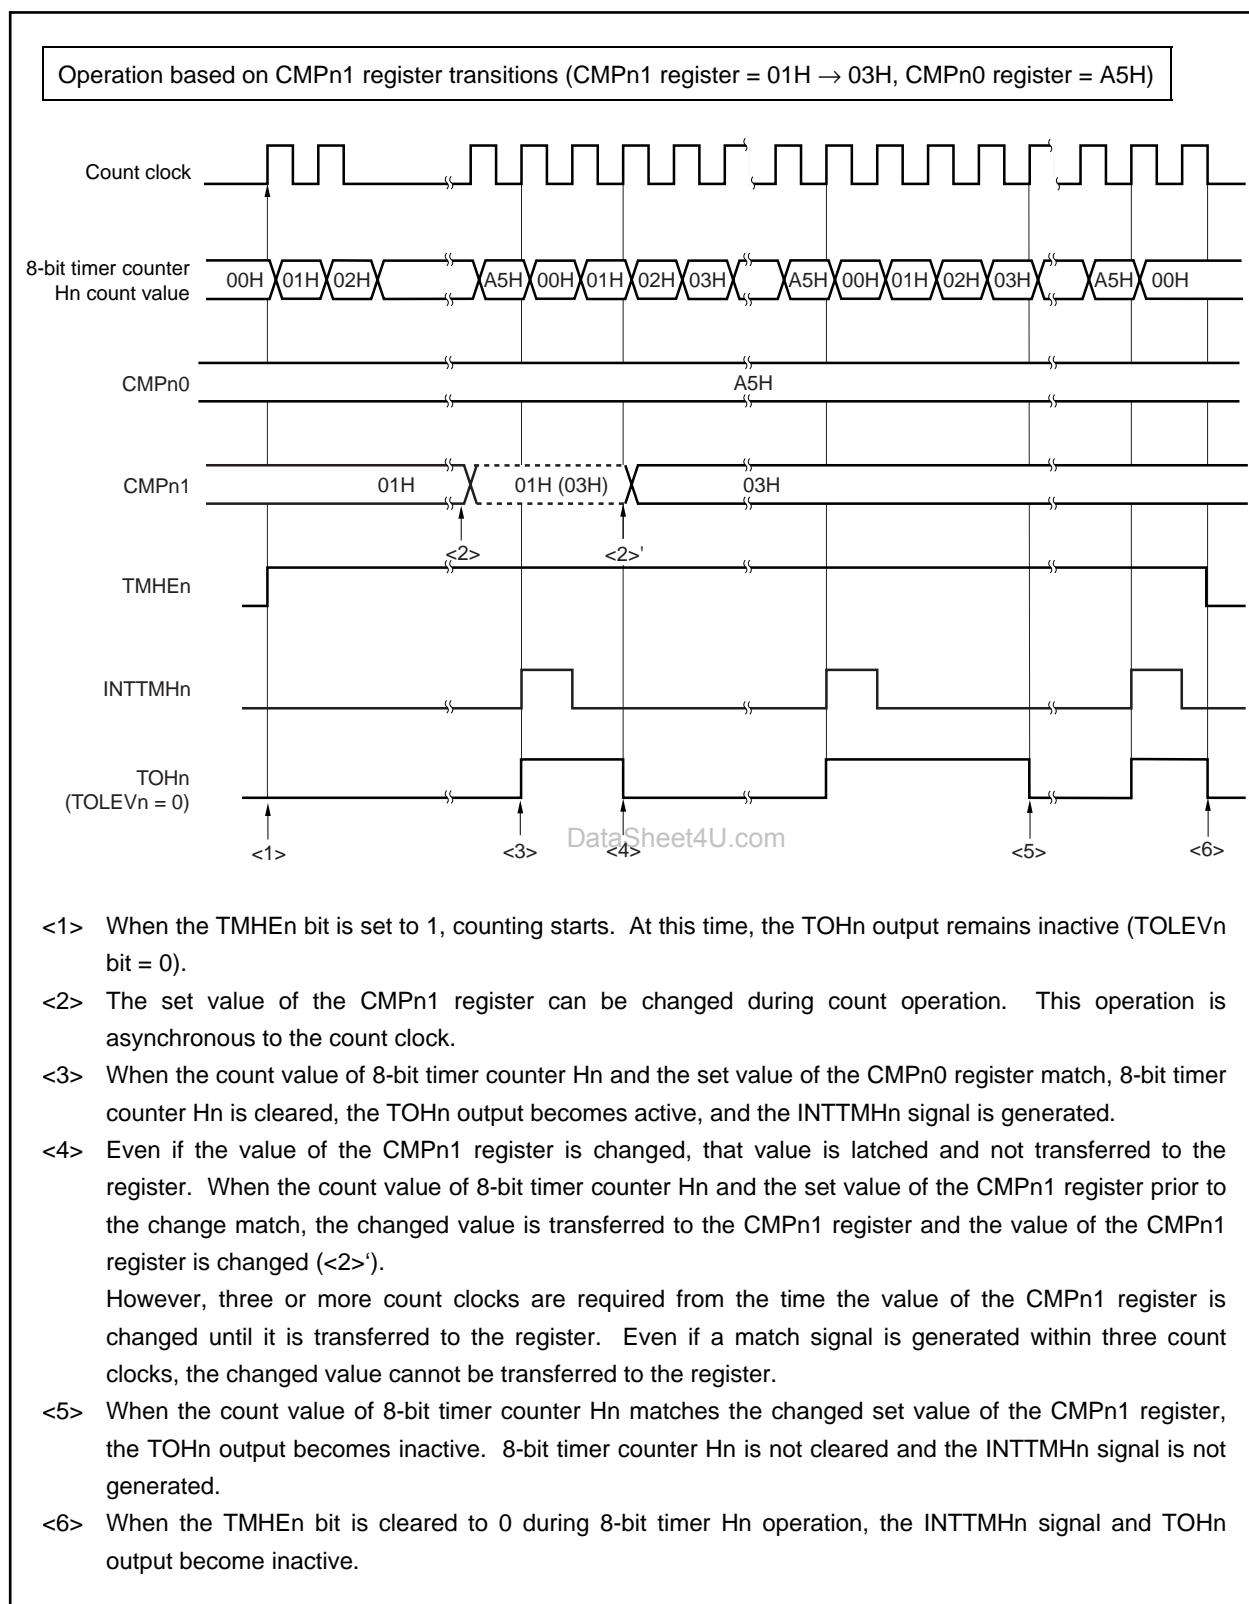 Operation based on CMPn1 register transitions (CMPn1 register = 01H → 03H, CMPn0 register = A5H)
Count clock
8-bit timer counter
Hn count value
00H 01H 02H A5H 00H 01H 02H 03H A5H 00H 01H 02H 03H A5H 00H
CMPn0
A5H
CMPn1
01H 01H (03H) 03H
<2> <2>'
TMHEn
INTTMHn
TOHn
(TOLEVn = 0)
DataSheet4U.com
<1> <3> <4> <5> <6>
<1> When the TMHEn bit is set to 1, counting starts. At this time, the TOHn output remains inactive (TOLEVn
bit = 0).
<2> The set value of the CMPn1 register can be changed during count operation. This operation is
asynchronous to the count clock.
<3> When the count value of 8-bit timer counter Hn and the set value of the CMPn0 register match, 8-bit timer
counter Hn is cleared, the TOHn output becomes active, and the INTTMHn signal is generated.
<4> Even if the value of the CMPn1 register is changed, that value is latched and not transferred to the
register. When the count value of 8-bit timer counter Hn and the set value of the CMPn1 register prior to
the change match, the changed value is transferred to the CMPn1 register and the value of the CMPn1
register is changed (<2>‘).
However, three or more count clocks are required from the time the value of the CMPn1 register is
changed until it is transferred to the register. Even if a match signal is generated within three count
clocks, the changed value cannot be transferred to the register.
<5> When the count value of 8-bit timer counter Hn matches the changed set value of the CMPn1 register,
the TOHn output becomes inactive. 8-bit timer counter Hn is not cleared and the INTTMHn signal is not
generated.
<6> When the TMHEn bit is cleared to 0 during 8-bit timer Hn operation, the INTTMHn signal and TOHn
output become inactive.